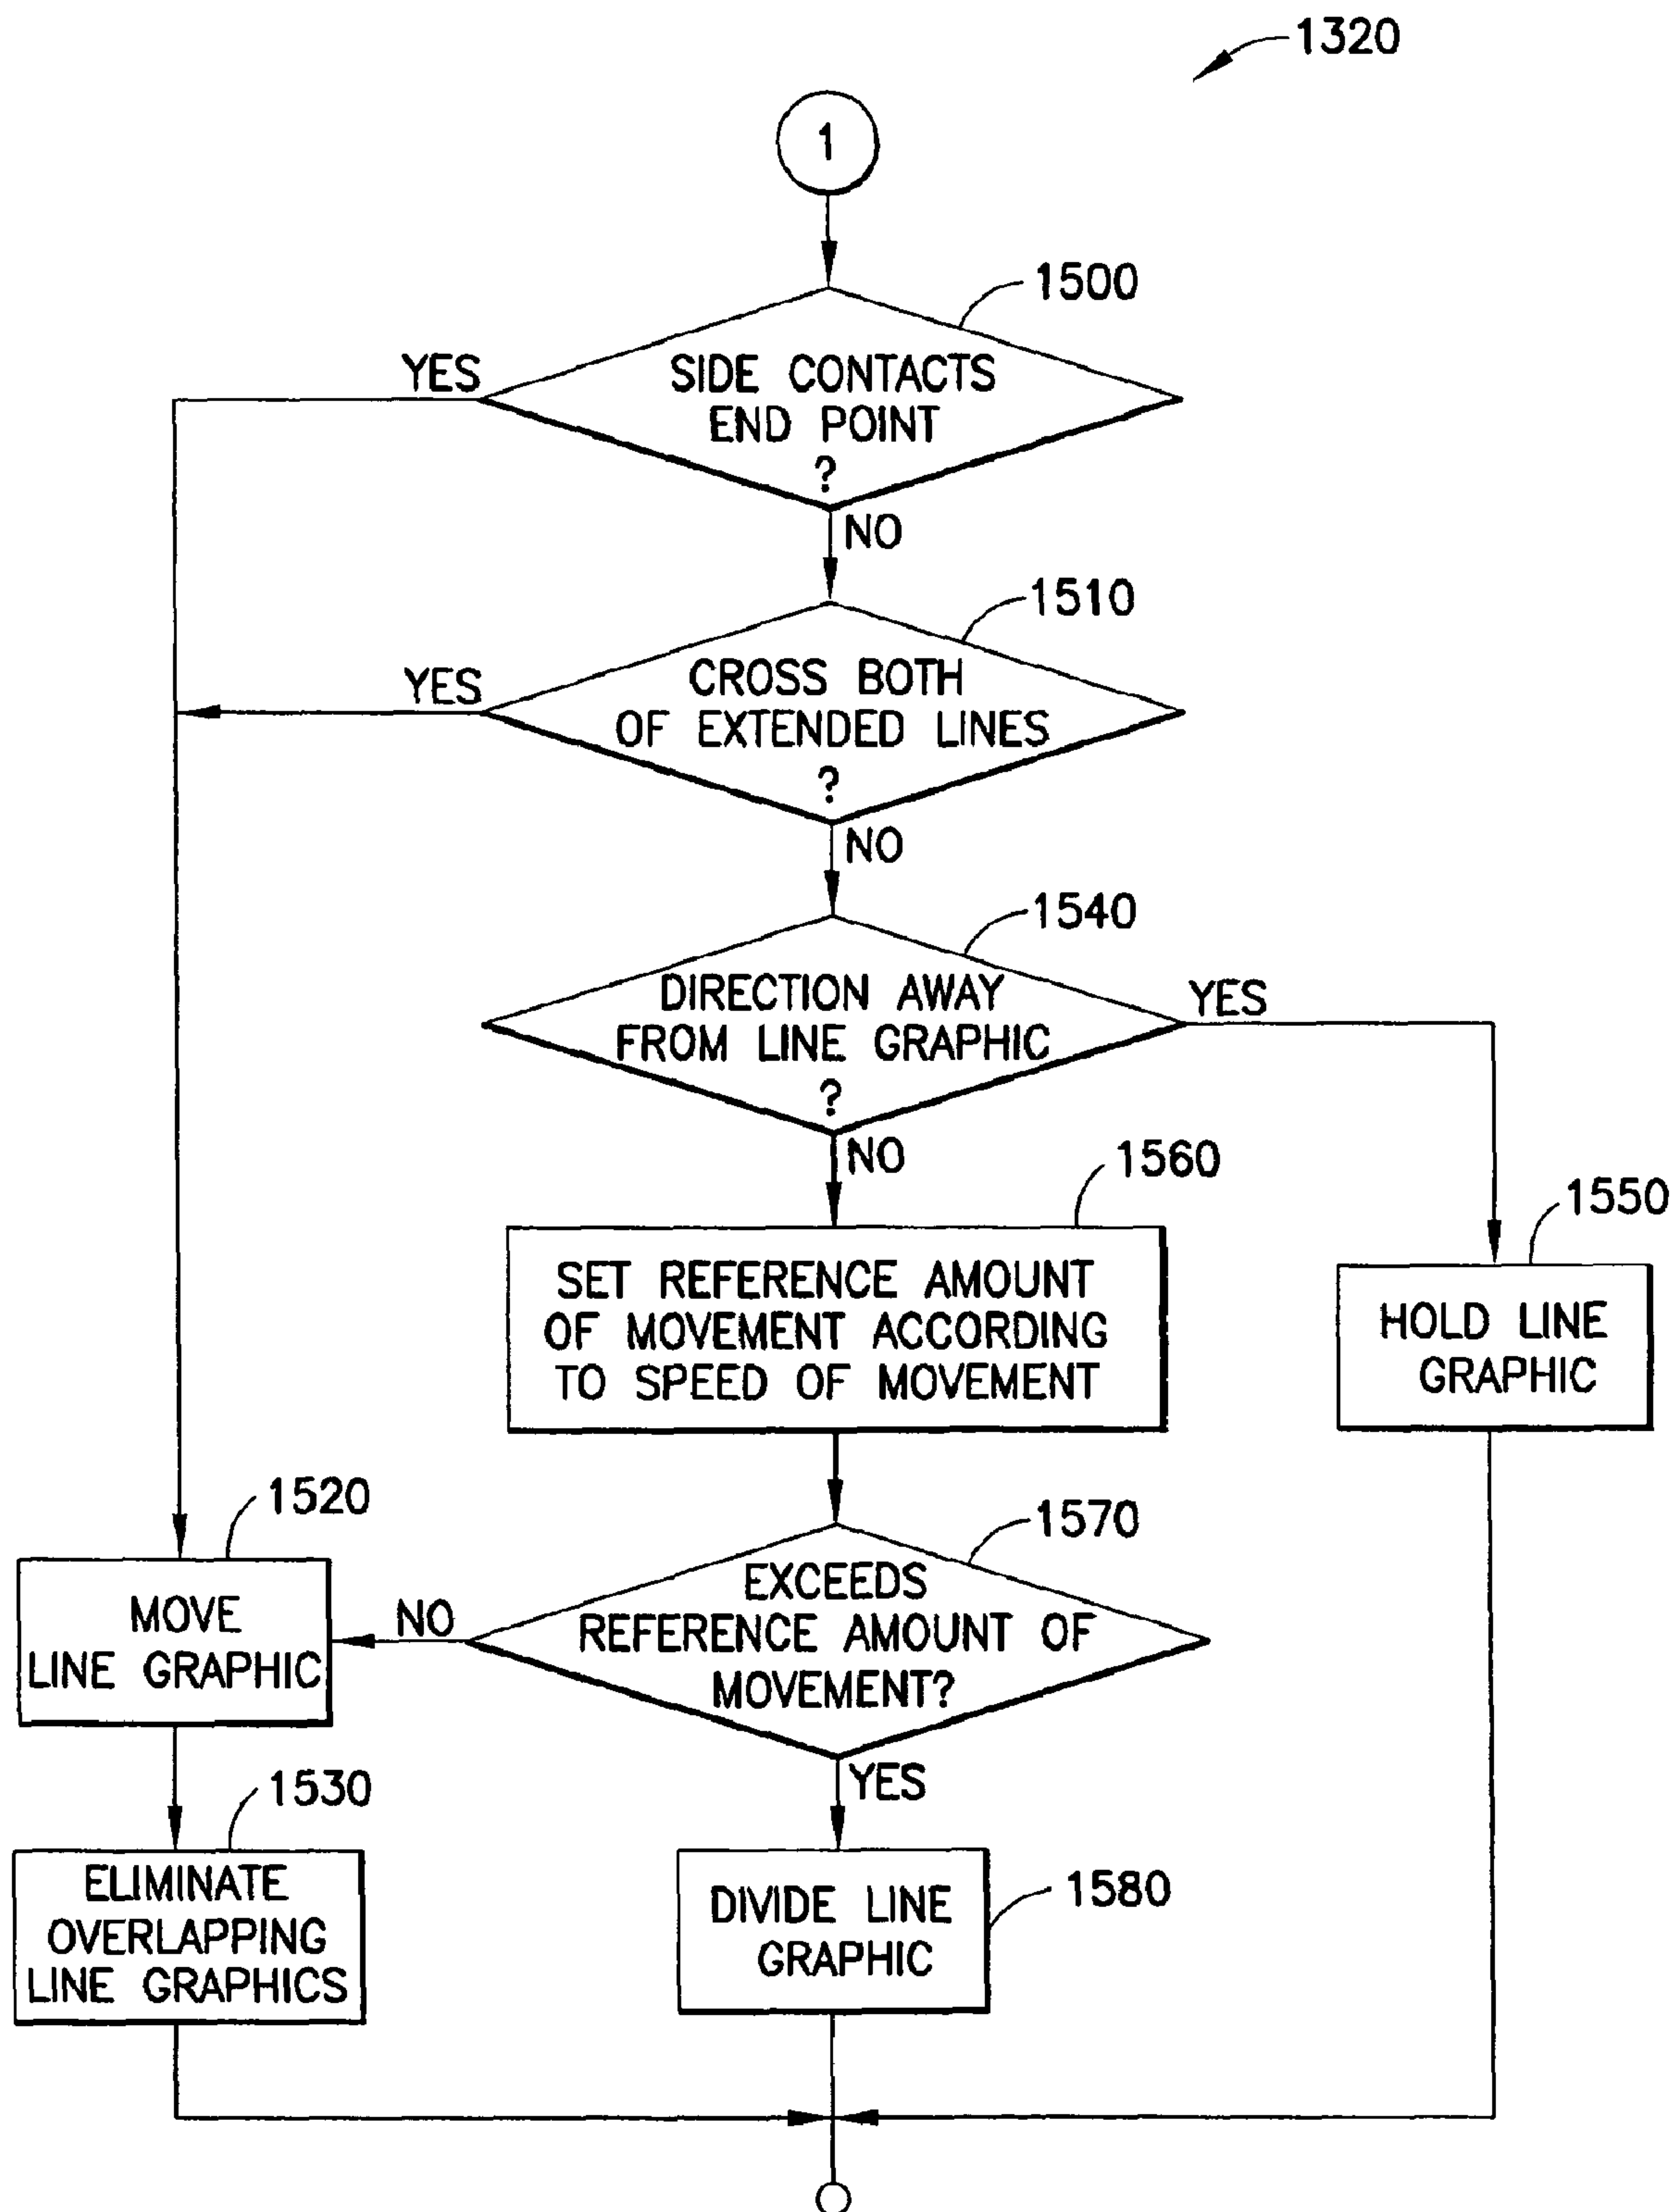 1320
1
1500
YES
SIDE CONTACTS
END POINT
?
NO
1510
YES
CROSS BOTH
OF EXTENDED LINES
?
NO
1540
DIRECTION AWAY
FROM LINE GRAPHIC
?
YES
NO
1560
SET REFERENCE AMOUNT
OF MOVEMENT ACCORDING
TO SPEED OF MOVEMENT
1550
HOLD LINE
GRAPHIC
1520
MOVE
LINE GRAPHIC
NO
1570
EXCEEDS
REFERENCE AMOUNT OF
MOVEMENT?
YES
1530
ELIMINATE
OVERLAPPING
LINE GRAPHICS
DIVIDE LINE
GRAPHIC
1580